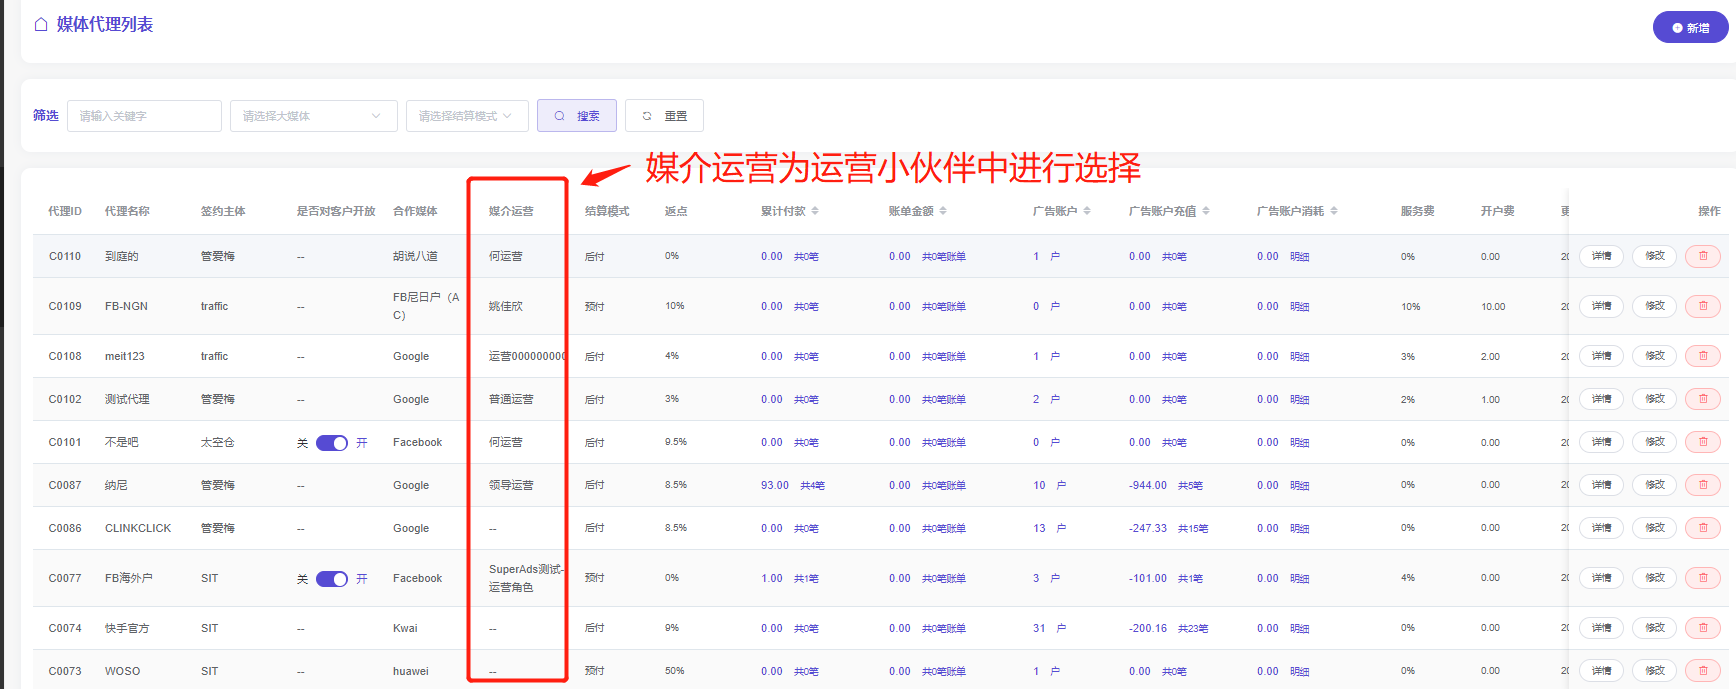 媒体代理列表
新增
筛选 请输入关键字 请选择大媒体 请选择结算模式 搜索 重置
媒介运营为运营小伙伴中进行选择
代理ID 代理名称 签约主体 是否对客户开放 合作媒体 媒介运营 结算模式 返点 累计付款 账单金额 广告账户 广告账户充值 广告账户消耗 服务费 开户费 操作
C0110 到庭的 管爱梅 -- 胡说八道 何运营 后付 0% 0.00 共0笔 0.00 共0笔账单 1 户 0.00 共0笔 0.00 明细 0% 0.00 20 详情 修改
C0109 FB-NGN traffic -- FB尼日户（A 姚佳欣 预付 10% 0.00 共0笔 0.00 共0笔账单 0 户 0.00 共0笔 0.00 明细 10% 10.00 20 详情 修改
C）
C0108 meit123 traffic -- Google 运营000000000 后付 4% 0.00 共0笔 0.00 共0笔账单 1 户 0.00 共0笔 0.00 明细 3% 2.00 20 详情 修改
C0102 测试代理 管爱梅 -- Google 普通运营 后付 3% 0.00 共0笔 0.00 共0笔账单 2 户 0.00 共0笔 0.00 明细 2% 1.00 20 详情 修改
C0101 不是吧 太空仓 关 开 Facebook 何运营 后付 9.5% 0.00 共0笔 0.00 共0笔账单 0 户 0.00 共0笔 0.00 明细 0% 0.00 20 详情 修改
C0087 纳尼 管爱梅 -- Google 领导运营 后付 8.5% 93.00 共4笔 0.00 共0笔账单 10 户 -944.00 共5笔 0.00 明细 0% 0.00 20 详情 修改
C0086 CLINKCLICK 管爱梅 -- Google -- 后付 8.5% 0.00 共0笔 0.00 共0笔账单 13 户 -247.33 共15笔 0.00 明细 0% 0.00 20 详情 修改
C0077 FB海外户 SIT 关 开 Facebook SuperAds测试- 预付 0% 1.00 共1笔 0.00 共0笔账单 3 户 -101.00 共1笔 0.00 明细 4% 0.00 20 详情 修改
运营角色
C0074 快手官方 SIT -- Kwai -- 后付 9% 0.00 共0笔 0.00 共0笔账单 31 户 -200.16 共23笔 0.00 明细 0% 0.00 20 详情 修改
C0073 WOSO SIT -- huawei -- 预付 50% 0.00 共0笔 0.00 共0笔账单 1 户 0.00 共0笔 0.00 明细 0% 0.00 20 详情 修改